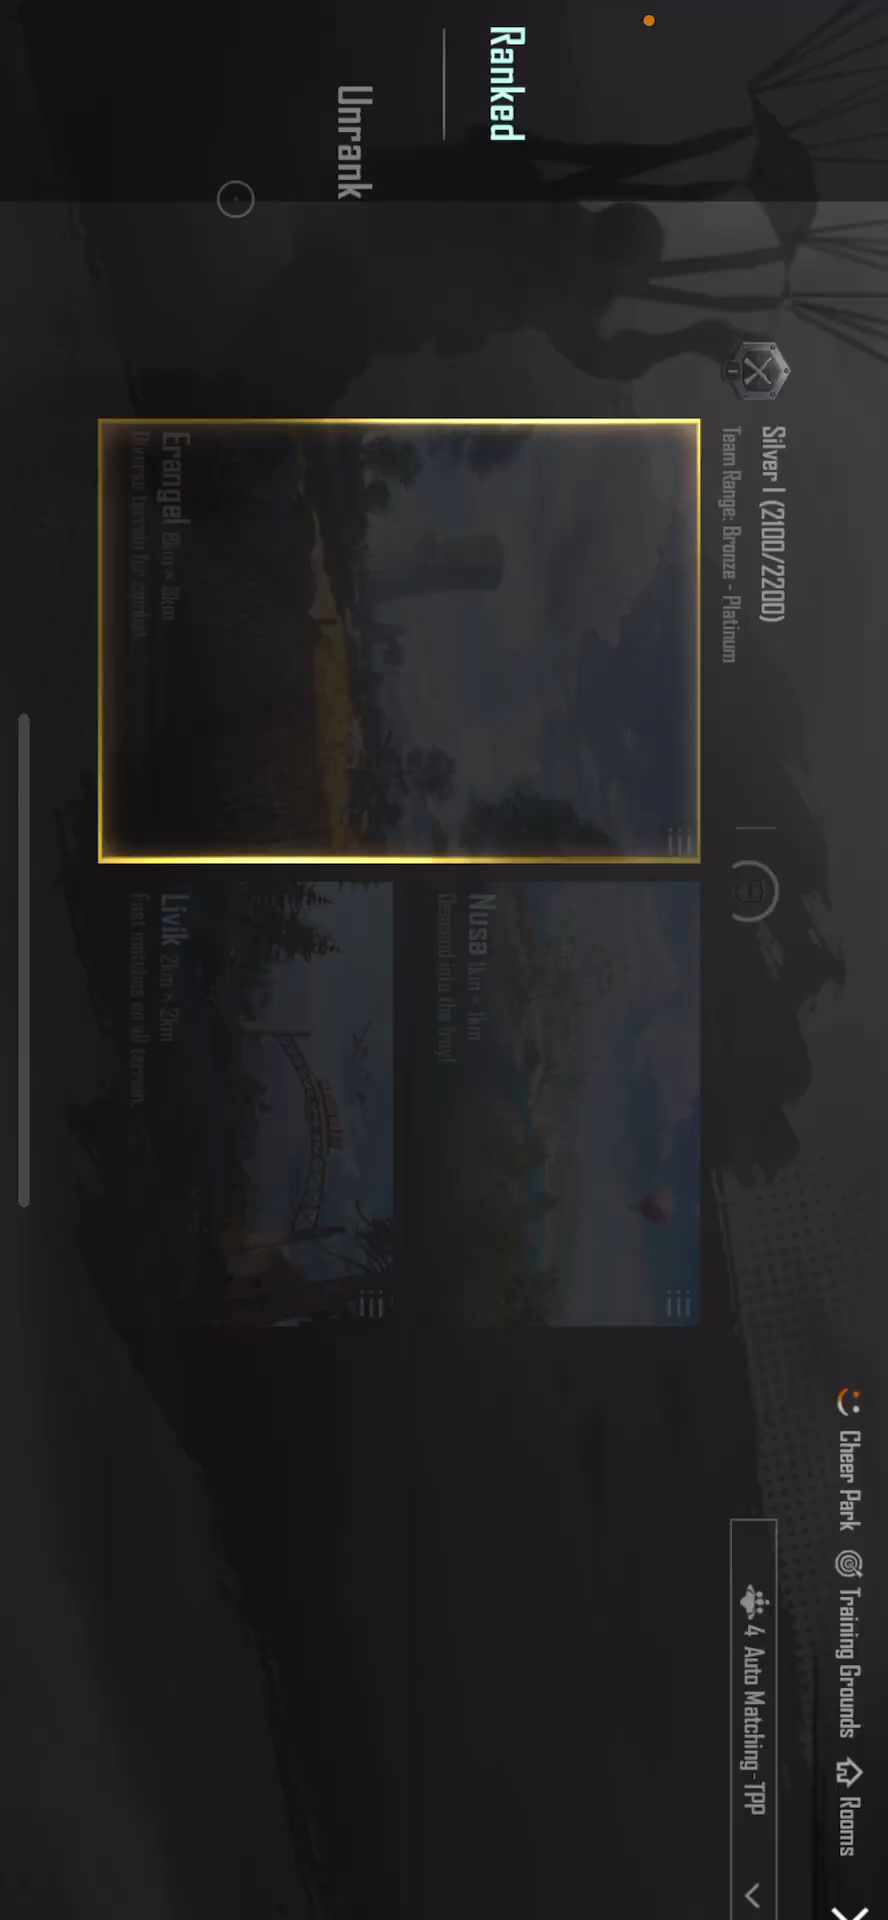 Ranked
Unrank
Silver I (2100/2200)
Team Range: Bronze - Platinum
Cheer Park
Training Grounds
Rooms
4 Auto Matching-TPP
Erangel 8km × 8km
Diverse terrain for combat.
Nusa 1km × 1km
Descend into the fray!
Livik 2km × 2km
Fast matches on all terrain.